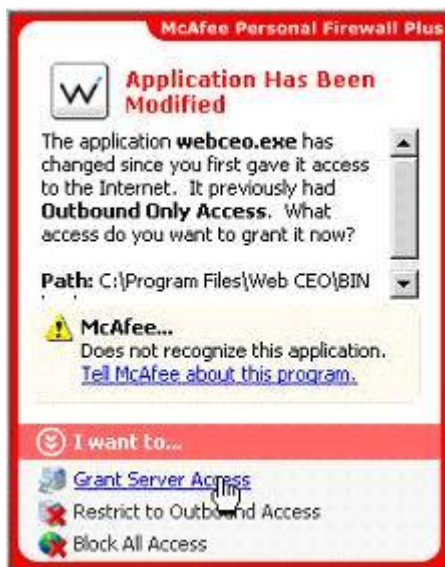 McAfee Personal Firewall Plus
Application Has Been
Modified
The application webceo.exe has
changed since you first gave it access
to the Internet. It previously had
Outbound Only Access. What
access do you want to grant it now?
Path: C:\Program Files\Web CEO\BIN
McAfee...
Does not recognize this application.
Tell McAfee about this program.
I want to...
Grant Server Access
Restrict to Outbound Access
Block All Access